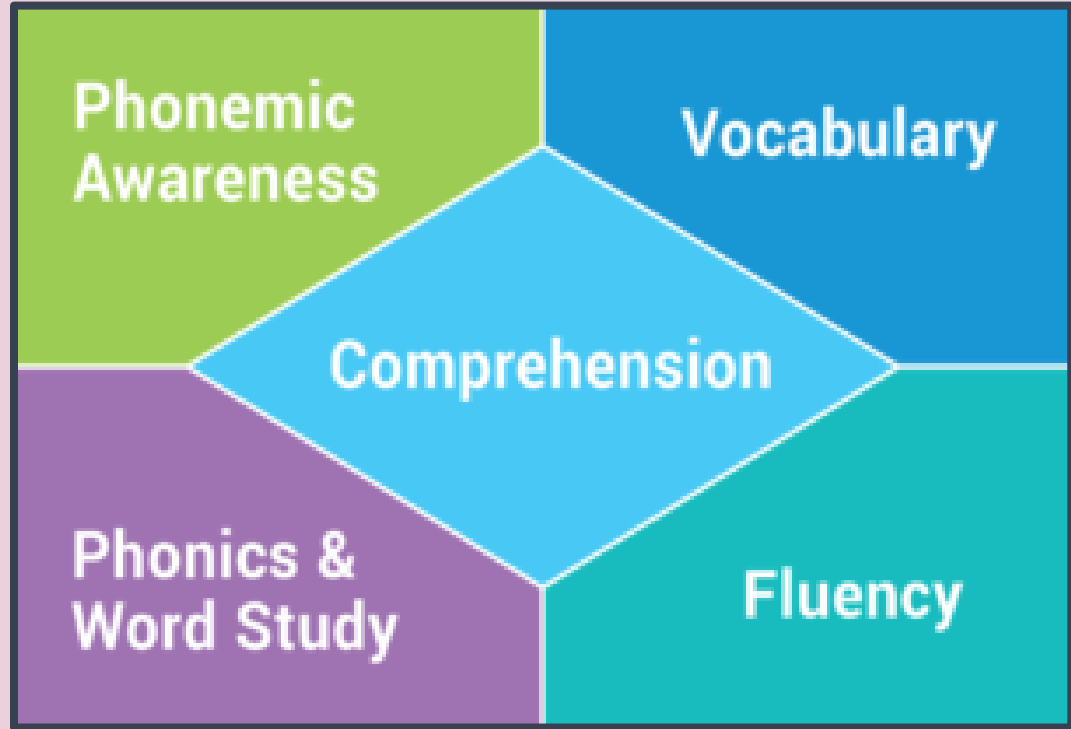 Phonemic
Awareness
Vocabulary
Comprehension
Phonics &
Word Study
Fluency